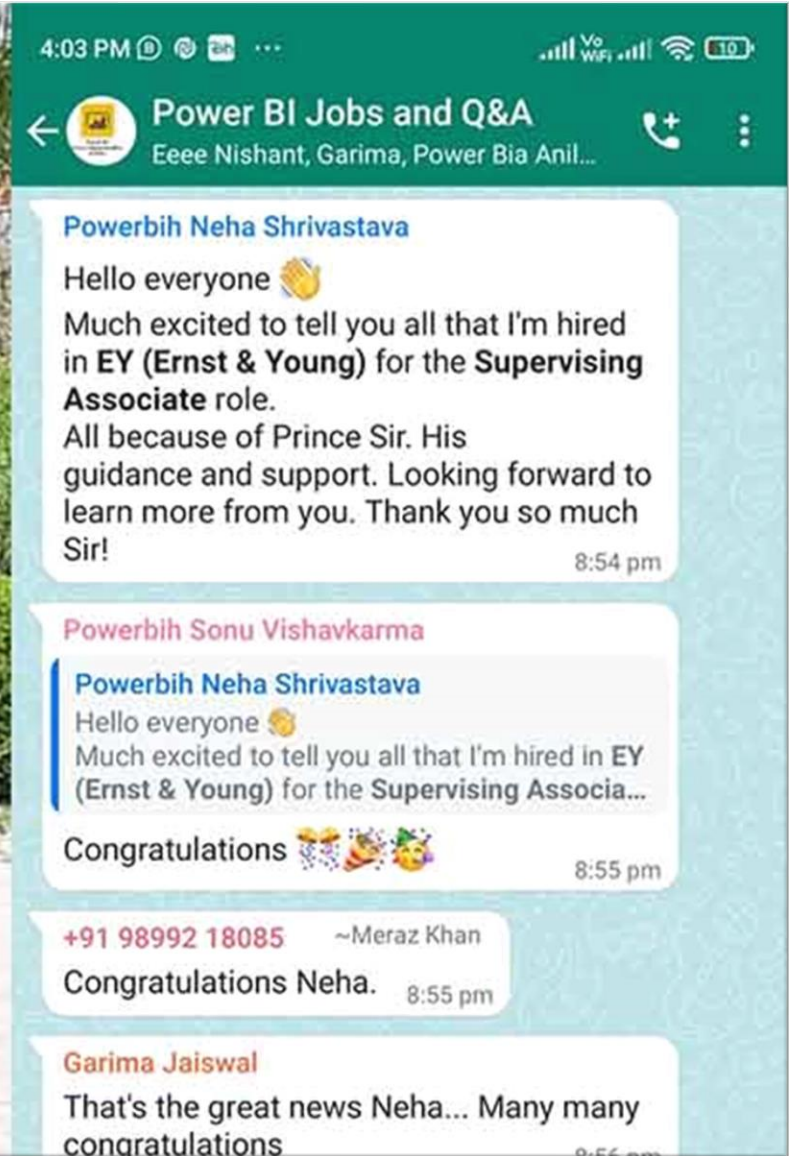 4:03 PM
Vo
WiFi
10
Power BI Jobs and Q&A
Eeee Nishant, Garima, Power Bia Anil...
Powerbih Neha Shrivastava
Hello everyone 👋
Much excited to tell you all that I'm hired
in EY (Ernst & Young) for the Supervising
Associate role.
All because of Prince Sir. His
guidance and support. Looking forward to
learn more from you. Thank you so much
Sir!
8:54 pm
Powerbih Sonu Vishavkarma
Powerbih Neha Shrivastava
Hello everyone 👋
Much excited to tell you all that I'm hired in EY
(Ernst & Young) for the Supervising Associa...
Congratulations 🎊🎉🥳
8:55 pm
+91 98992 18085 ~Meraz Khan
Congratulations Neha.
8:55 pm
Garima Jaiswal
That's the great news Neha... Many many
congratulations